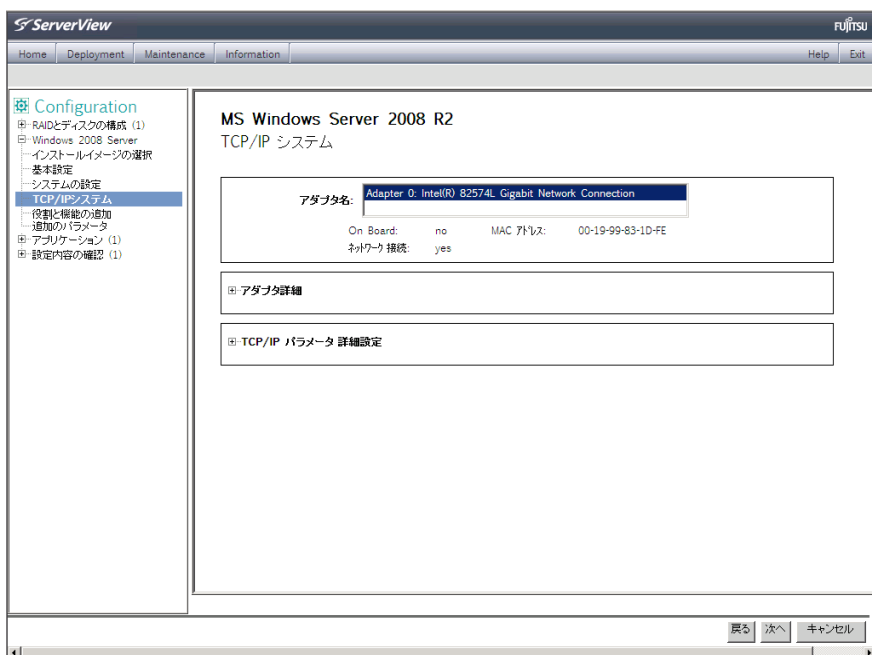 ServerView
FUJITSU
Home Deployment Maintenance Information Help Exit
Configuration
RAIDとディスクの構成 (1)
Windows 2008 Server
インストールイメージの選択
基本設定
システムの設定
TCP/IPシステム
役割と機能の追加
追加のパラメータ
アプリケーション (1)
設定内容の確認 (1)
MS Windows Server 2008 R2
TCP/IP システム
アダプタ名: Adapter 0: Intel(R) 82574L Gigabit Network Connection
On Board: no MAC アドレス: 00-19-99-83-1D-FE
ネットワーク 接続: yes
アダプタ詳細
TCP/IP パラメータ 詳細設定
戻る 次へ キャンセル